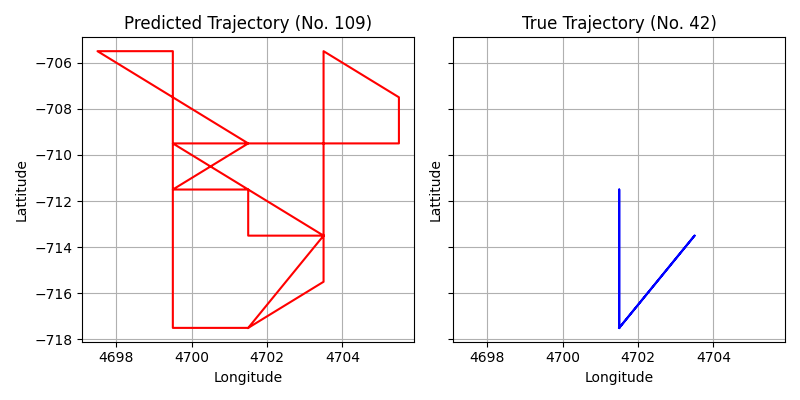 Predicted Trajectory (No. 109)
True Trajectory (No. 42)
Lattitude
−706
−708
−710
−712
−714
−716
−718
4698
4700
4702
4704
Longitude
Lattitude
4698
4700
4702
4704
Longitude